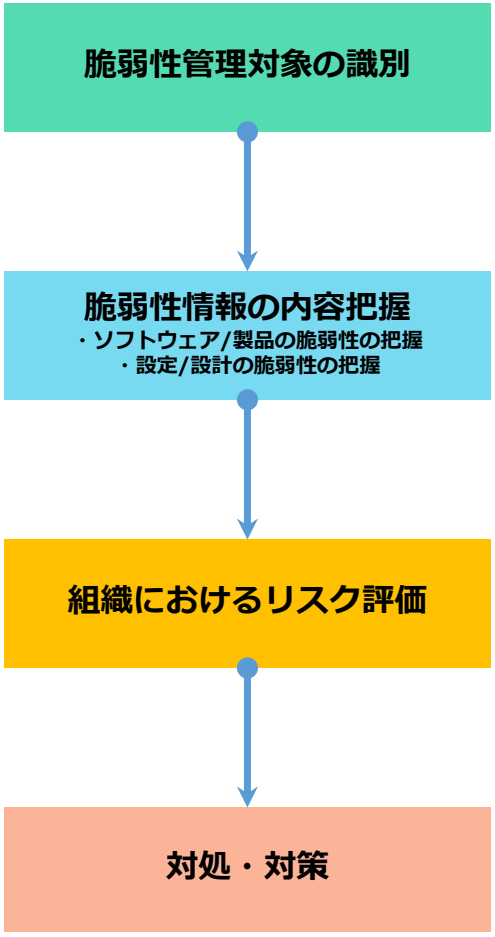 脆弱性管理対象の識別
脆弱性情報の内容把握
・ソフトウェア/製品の脆弱性の把握
・設定/設計の脆弱性の把握
組織におけるリスク評価
対処・対策